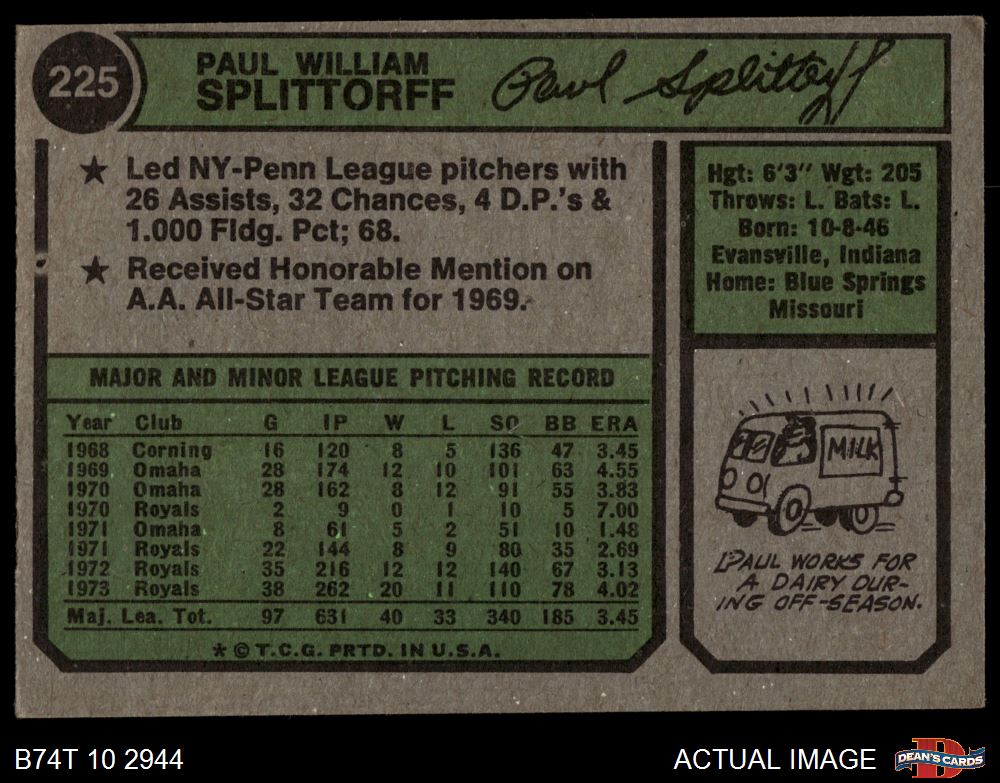 225
PAUL WILLIAM
SPLITTORFF
Paul Splittorff
★ Led NY-Penn League pitchers with
26 Assists, 32 Chances, 4 D.P.'s &
1.000 Fldg. Pct; 68.
★ Received Honorable Mention on
A.A. All-Star Team for 1969.
Hgt: 6'3" Wgt: 205
Throws: L. Bats: L.
Born: 10-8-46
Evansville, Indiana
Home: Blue Springs
Missouri
MAJOR AND MINOR LEAGUE PITCHING RECORD
Year Club G IP W L SO BB ERA
1968 Corning 16 120 8 5 136 47 3.45
1969 Omaha 28 174 12 10 101 63 4.55
1970 Omaha 28 162 8 12 91 55 3.83
1970 Royals 2 9 0 1 10 5 7.00
1971 Omaha 8 61 5 2 51 10 1.48
1971 Royals 22 144 8 9 80 35 2.69
1972 Royals 35 216 12 12 140 67 3.13
1973 Royals 38 262 20 11 110 78 4.02
Maj. Lea. Tot. 97 631 40 33 340 185 3.45
* © T.C.G. PRTD. IN U.S.A.
MILK
PAUL WORKS FOR
A DAIRY DUR-
ING OFF-SEASON.
B74T 10 2944
ACTUAL IMAGE
D
DEAN'S CARDS